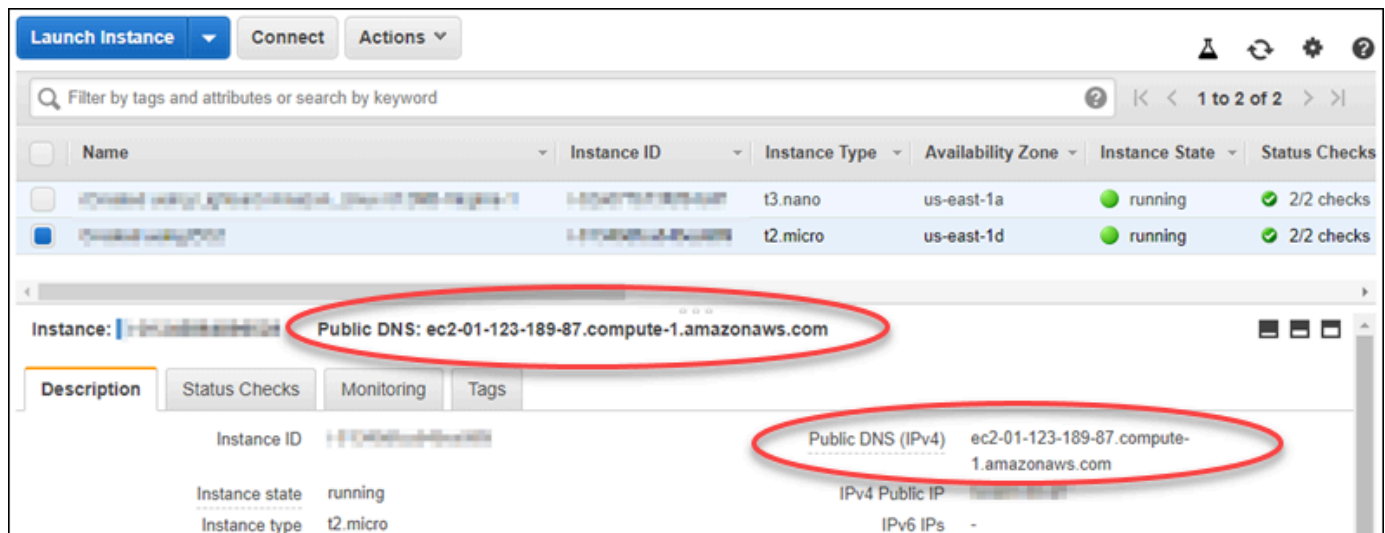 Launch Instance Connect Actions
Filter by tags and attributes or search by keyword 1 to 2 of 2
Name Instance ID Instance Type Availability Zone Instance State Status Checks
t3.nano us-east-1a running 2/2 checks
t2.micro us-east-1d running 2/2 checks
Instance: Public DNS: ec2-01-123-189-87.compute-1.amazonaws.com
Description Status Checks Monitoring Tags
Instance ID Public DNS (IPv4) ec2-01-123-189-87.compute-
1.amazonaws.com
Instance state running IPv4 Public IP
Instance type t2.micro IPv6 IPs -